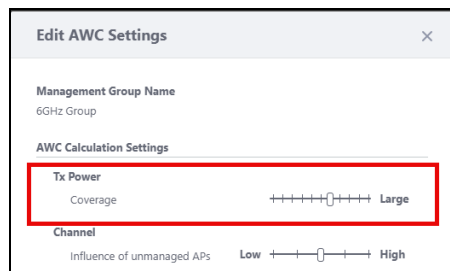 Edit AWC Settings
Management Group Name
6GHz Group
AWC Calculation Settings
Tx Power
Coverage Large
Channel
Influence of unmanaged APs Low High